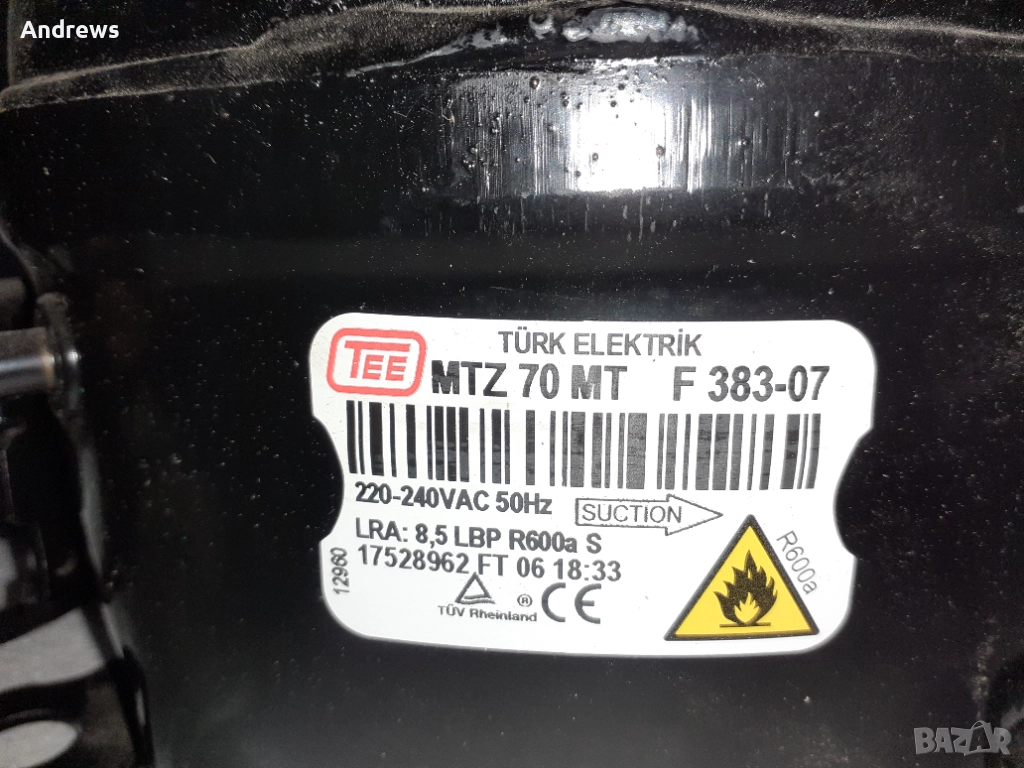 Andrews
TEE
TÜRK ELEKTRİK
MTZ 70 MT F 383-07
220-240VAC 50Hz
SUCTION
LRA: 8,5 LBP R600a S
17528962 FT 06 18:33
12960
TÜV Rheinland
®
CE
R600a
BAZAR